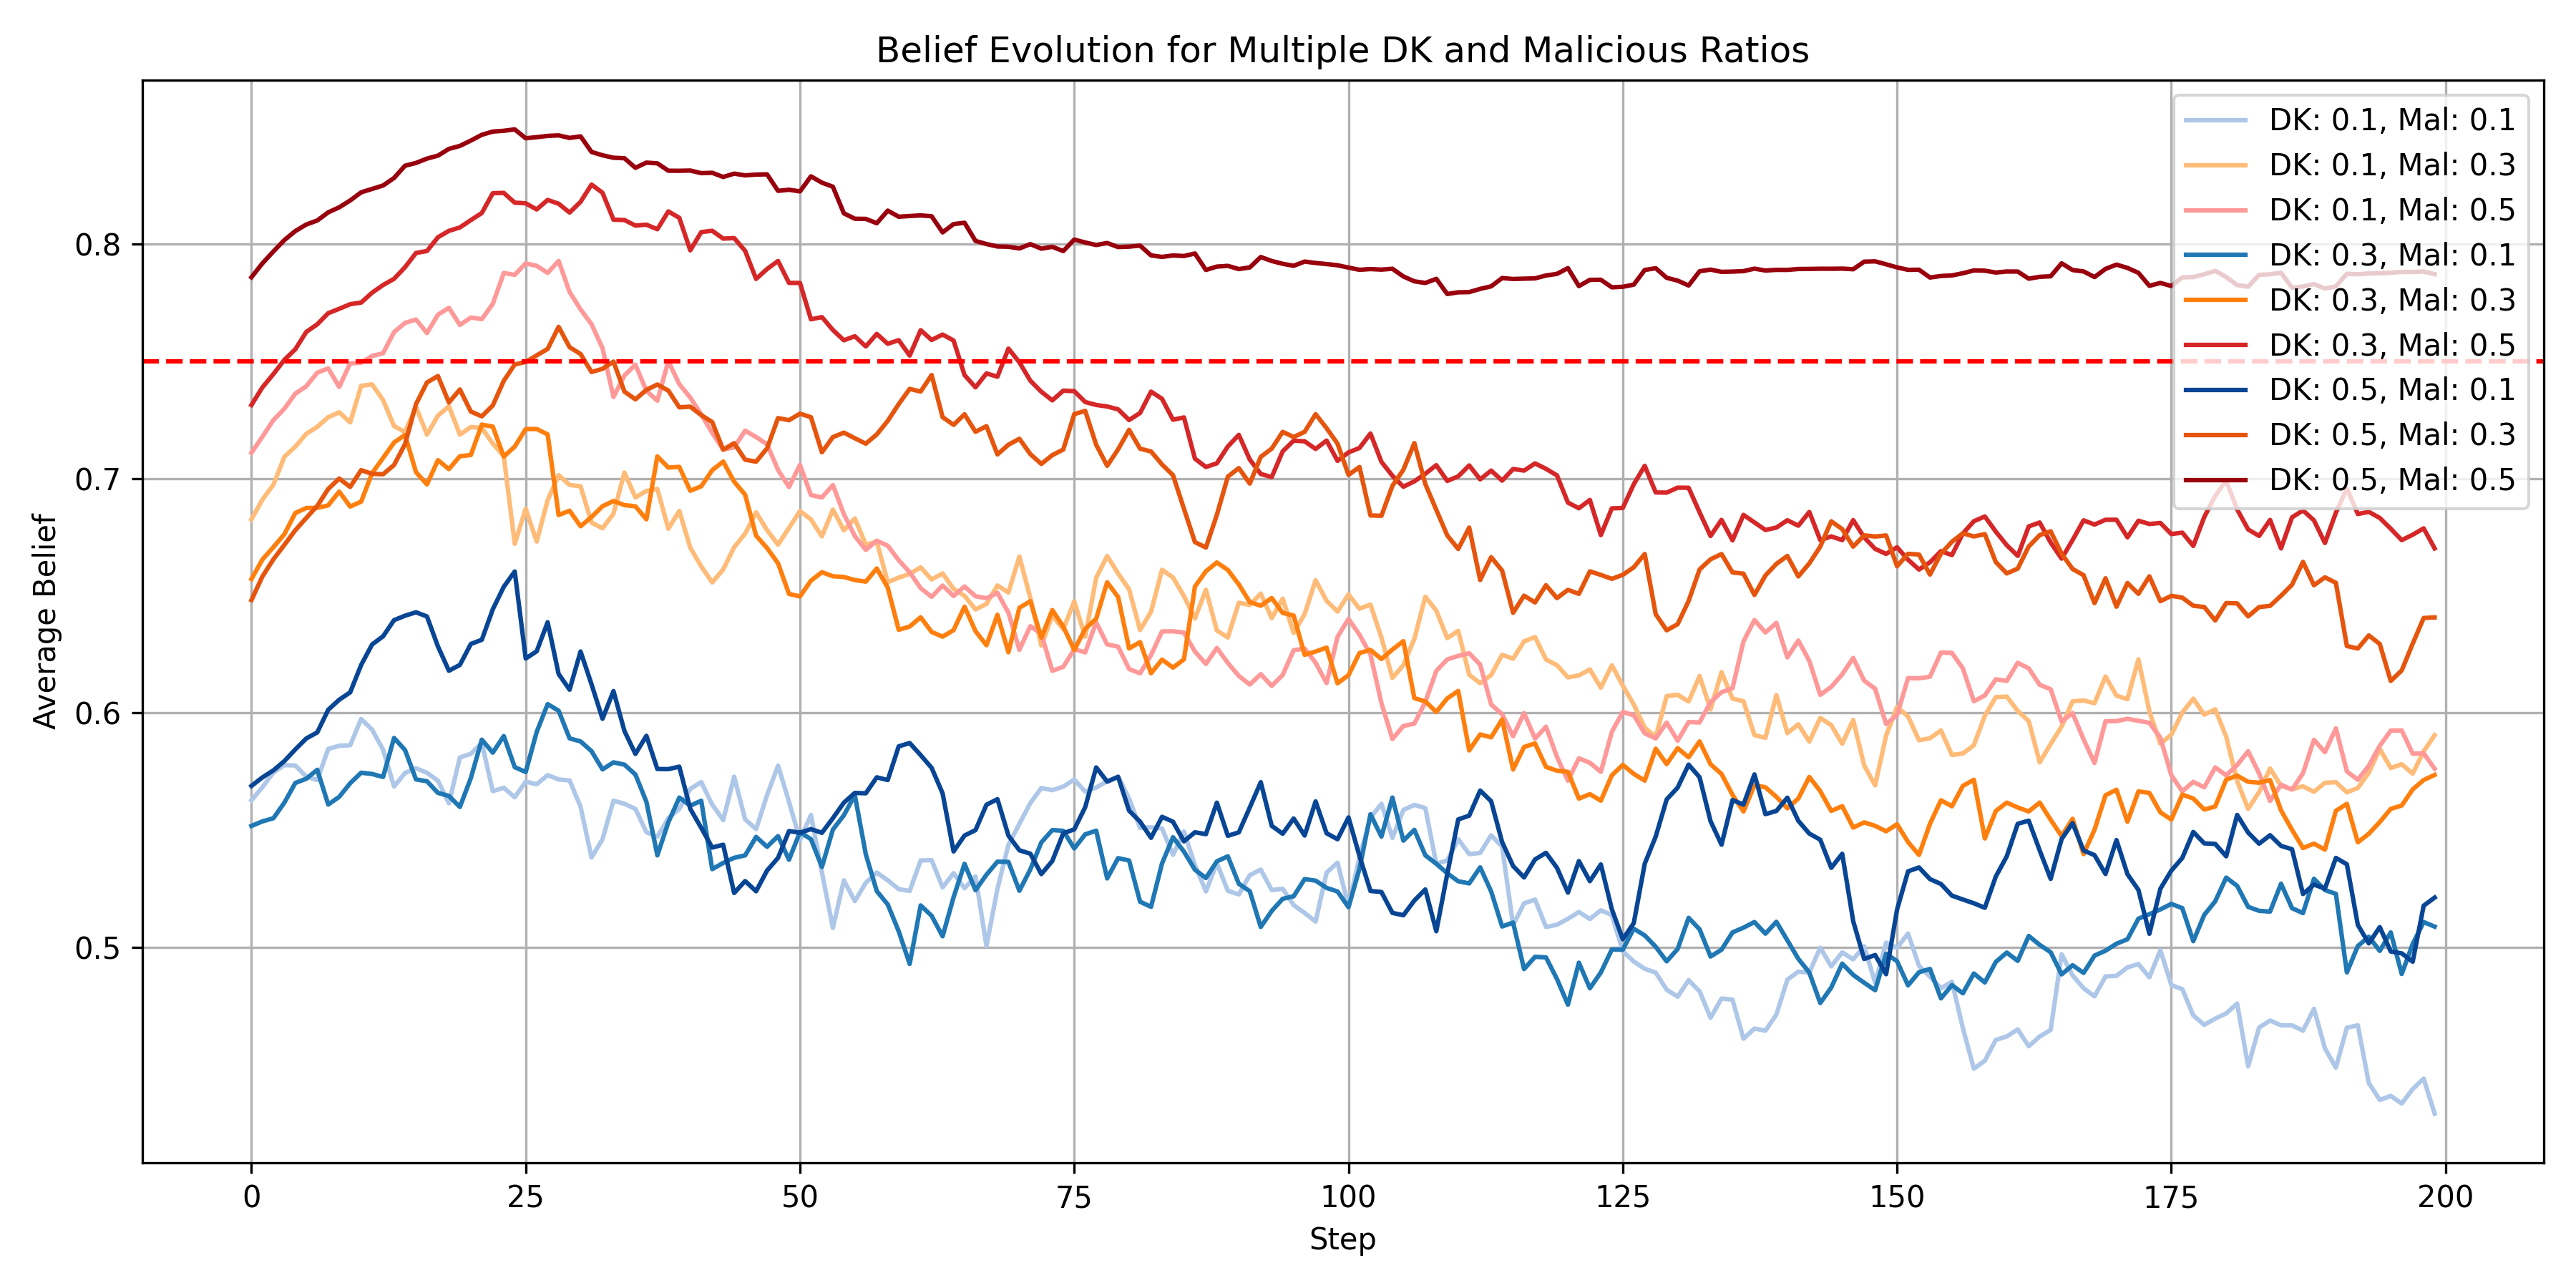 Belief Evolution for Multiple DK and Malicious Ratios
DK: 0.1, Mal: 0.1
DK: 0.1, Mal: 0.3
DK: 0.1, Mal: 0.5
DK: 0.3, Mal: 0.1
DK: 0.3, Mal: 0.3
DK: 0.3, Mal: 0.5
DK: 0.5, Mal: 0.1
DK: 0.5, Mal: 0.3
DK: 0.5, Mal: 0.5
Average Belief
0.8
0.7
0.6
0.5
0 25 50 75 100 125 150 175 200
Step